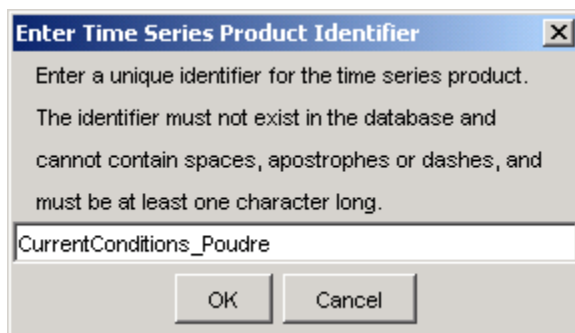 Enter Time Series Product Identifier
Enter a unique identifier for the time series product.
The identifier must not exist in the database and
cannot contain spaces, apostrophes or dashes, and
must be at least one character long.
CurrentConditions_Poudre
OK Cancel